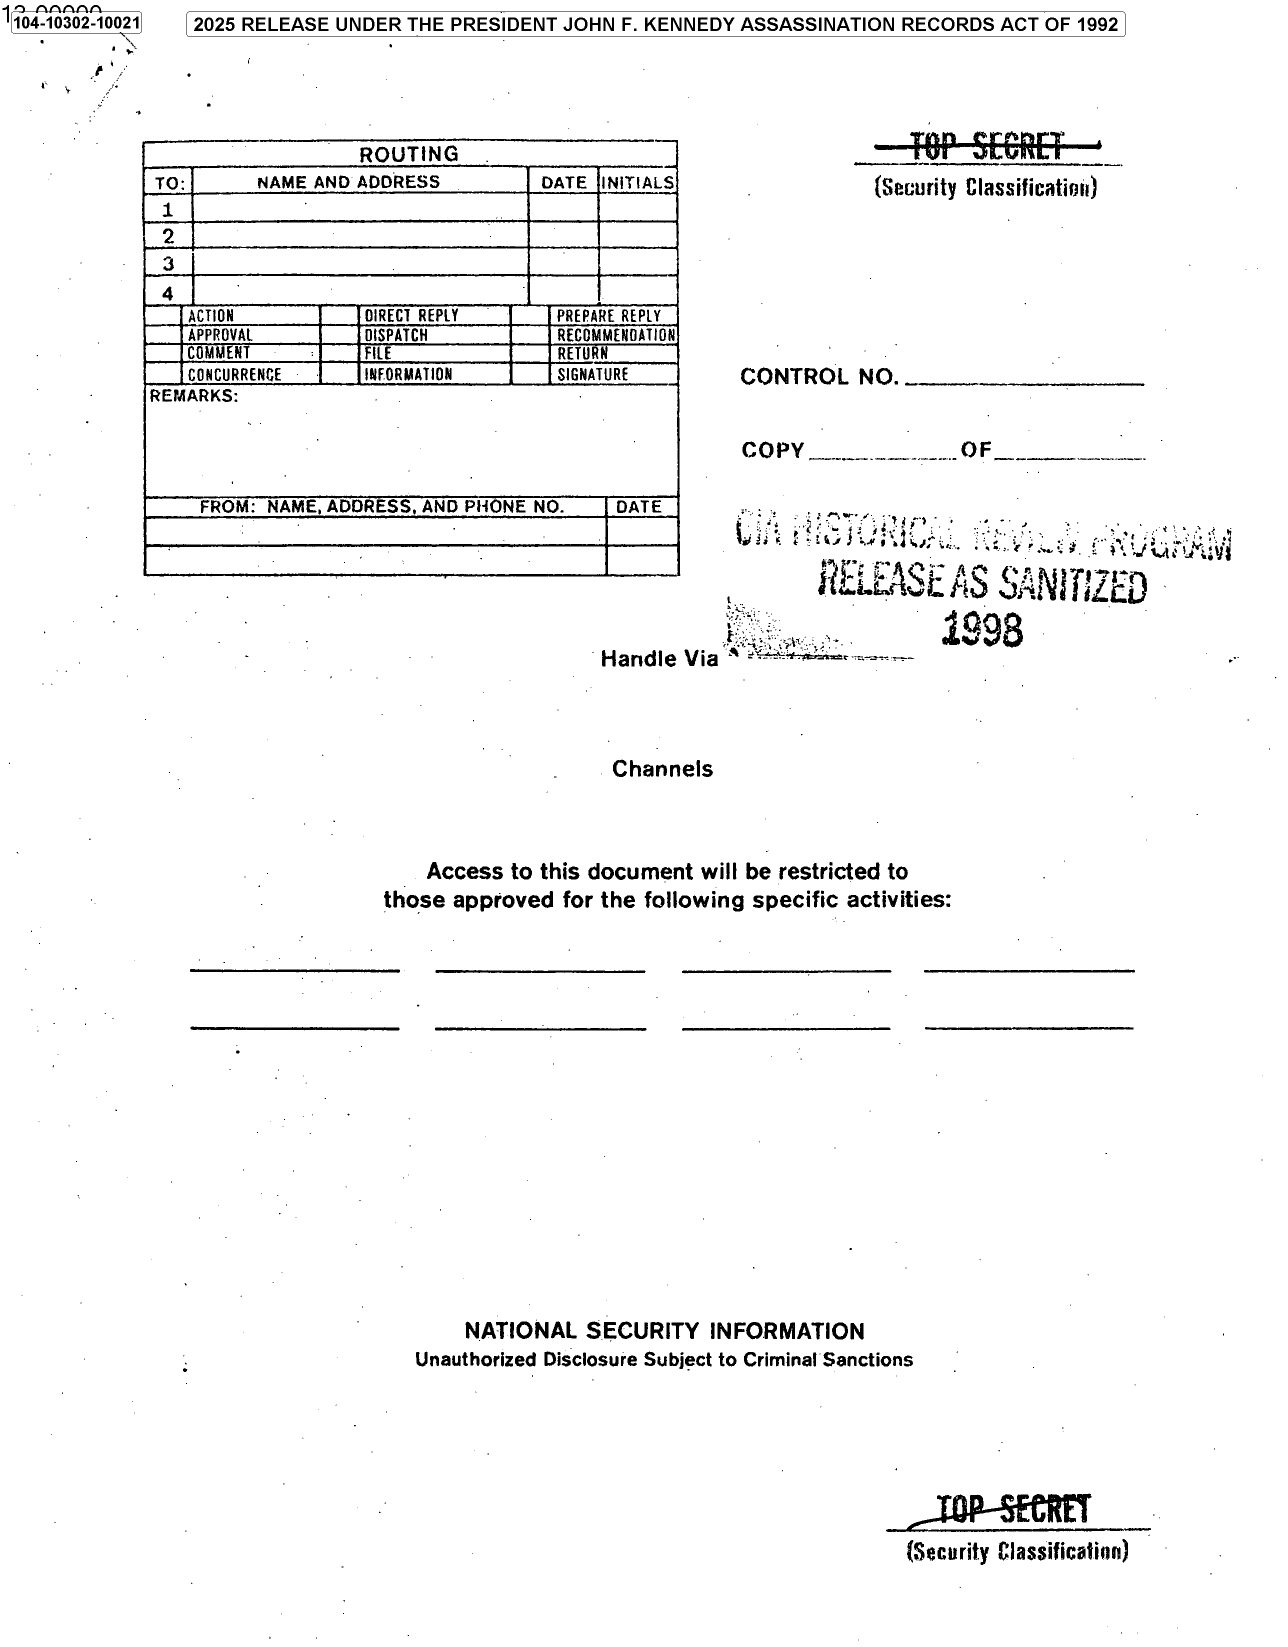 104-10302-10021
2025 RELEASE UNDER THE PRESIDENT JOHN F. KENNEDY ASSASSINATION RECORDS ACT OF 1992
TOP SECRET
(Security Classification)
ROUTING
TO: NAME AND ADDRESS DATE INITIALS
1
2
3
4
ACTION DIRECT REPLY PREPARE REPLY
APPROVAL DISPATCH RECOMMENDATION
COMMENT FILE RETURN
CONCURRENCE INFORMATION SIGNATURE
REMARKS:
FROM: NAME, ADDRESS, AND PHONE NO. DATE
CONTROL NO.
COPY OF
CIA HISTORICAL REVIEW PROGRAM
RELEASE AS SANITIZED
1998
Handle Via
Channels
Access to this document will be restricted to
those approved for the following specific activities:
NATIONAL SECURITY INFORMATION
Unauthorized Disclosure Subject to Criminal Sanctions
TOP SECRET
(Security Classification)